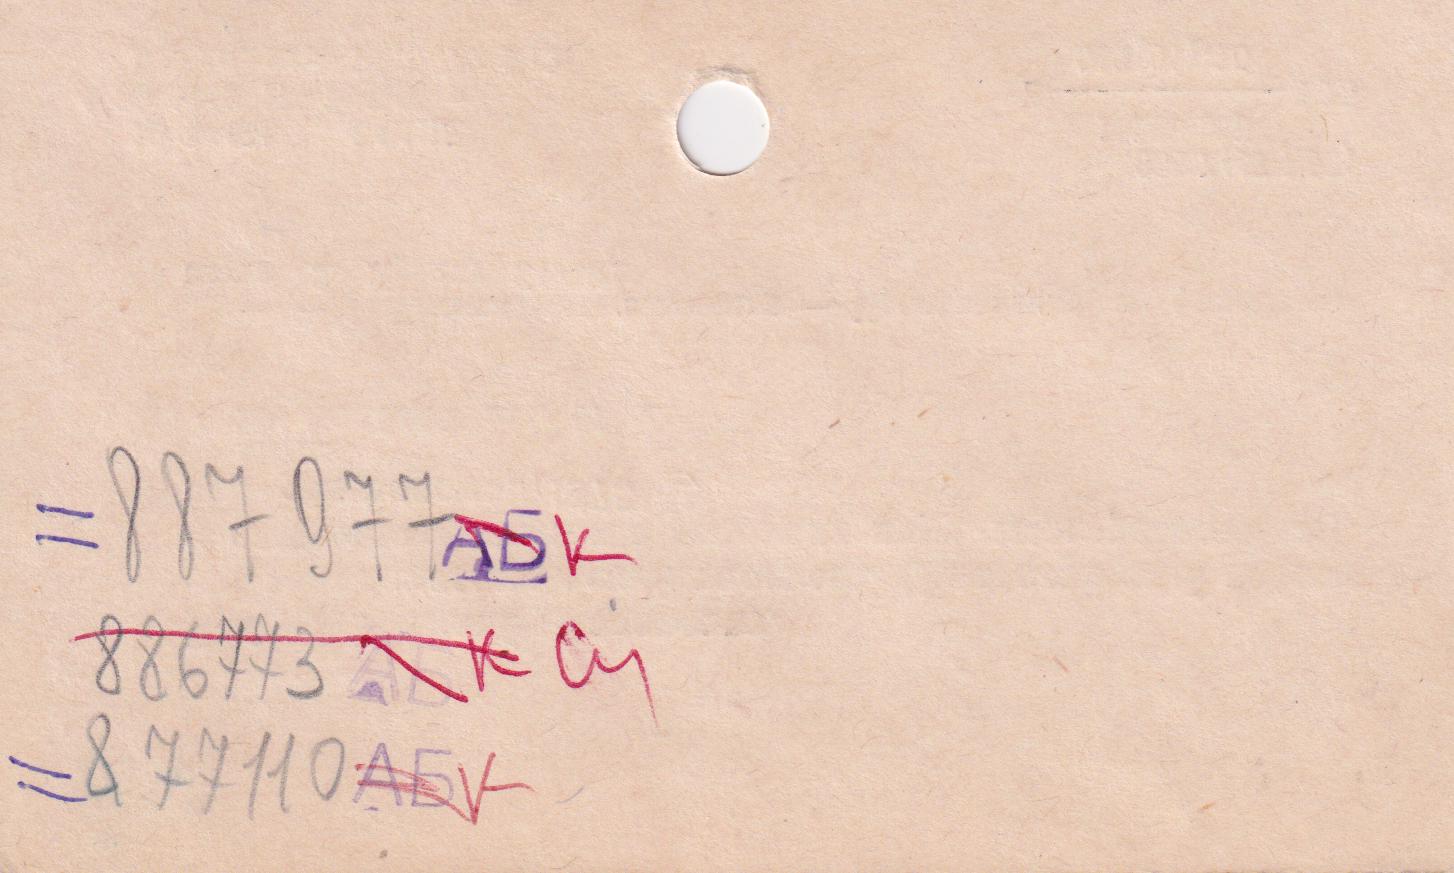 = 887977 АБ К
886773 АБ К
= 877110 АБ К